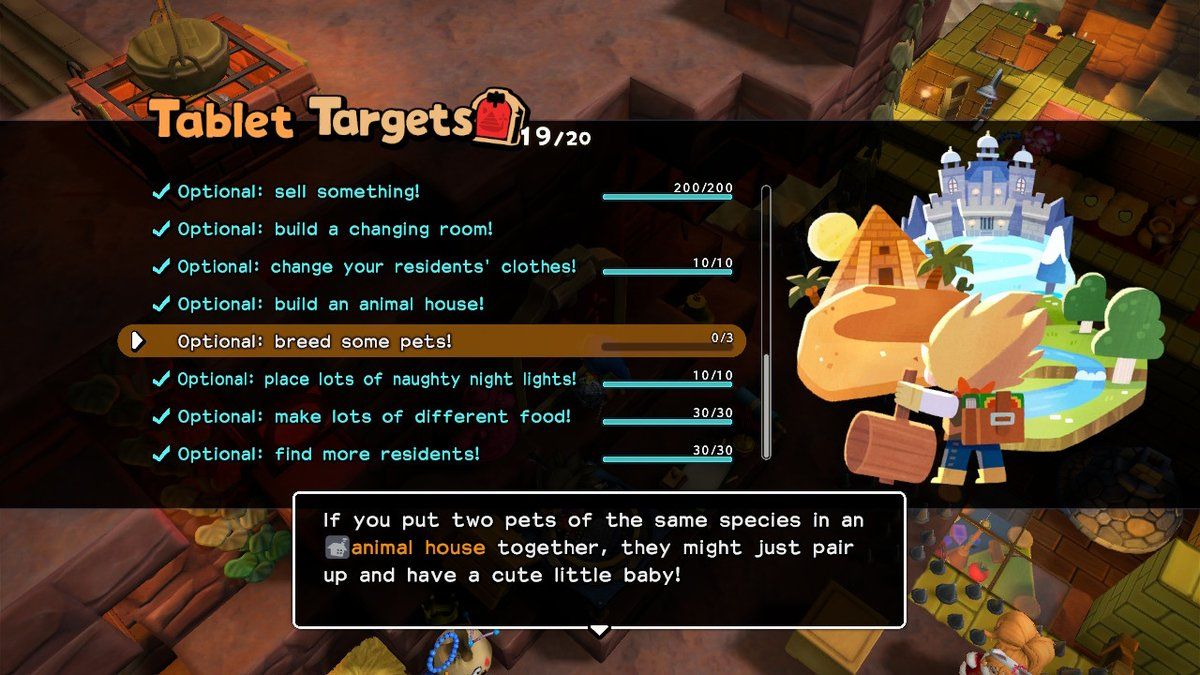 Tablet Targets 19/20
Optional: sell something! 200/200
Optional: build a changing room!
Optional: change your residents' clothes! 10/10
Optional: build an animal house!
Optional: breed some pets! 0/3
Optional: place lots of naughty night lights! 10/10
Optional: make lots of different food! 30/30
Optional: find more residents! 30/30
If you put two pets of the same species in an
animal house together, they might just pair
up and have a cute little baby!